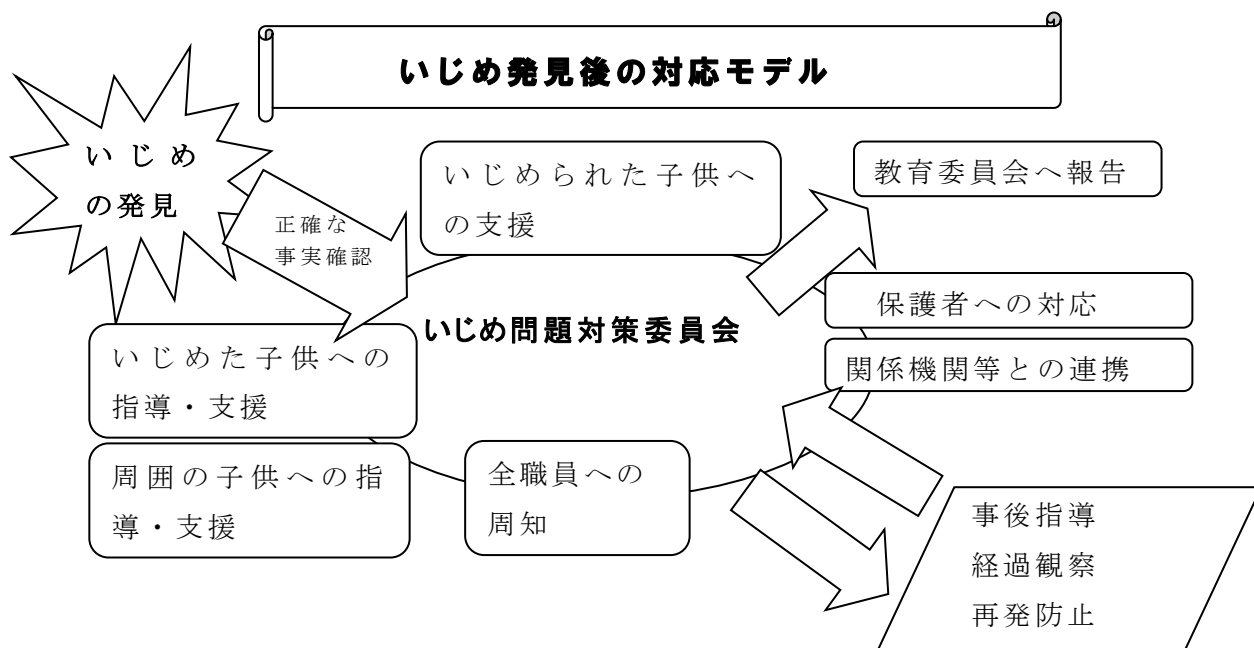 いじめ発見後の対応モデル
いじめ
の発見
正確な
事実確認
いじめられた子供へ
の支援
教育委員会へ報告
保護者への対応
関係機関等との連携
いじめ問題対策委員会
いじめた子供への
指導・支援
周囲の子供への指
導・支援
全職員への
周知
事後指導
経過観察
再発防止